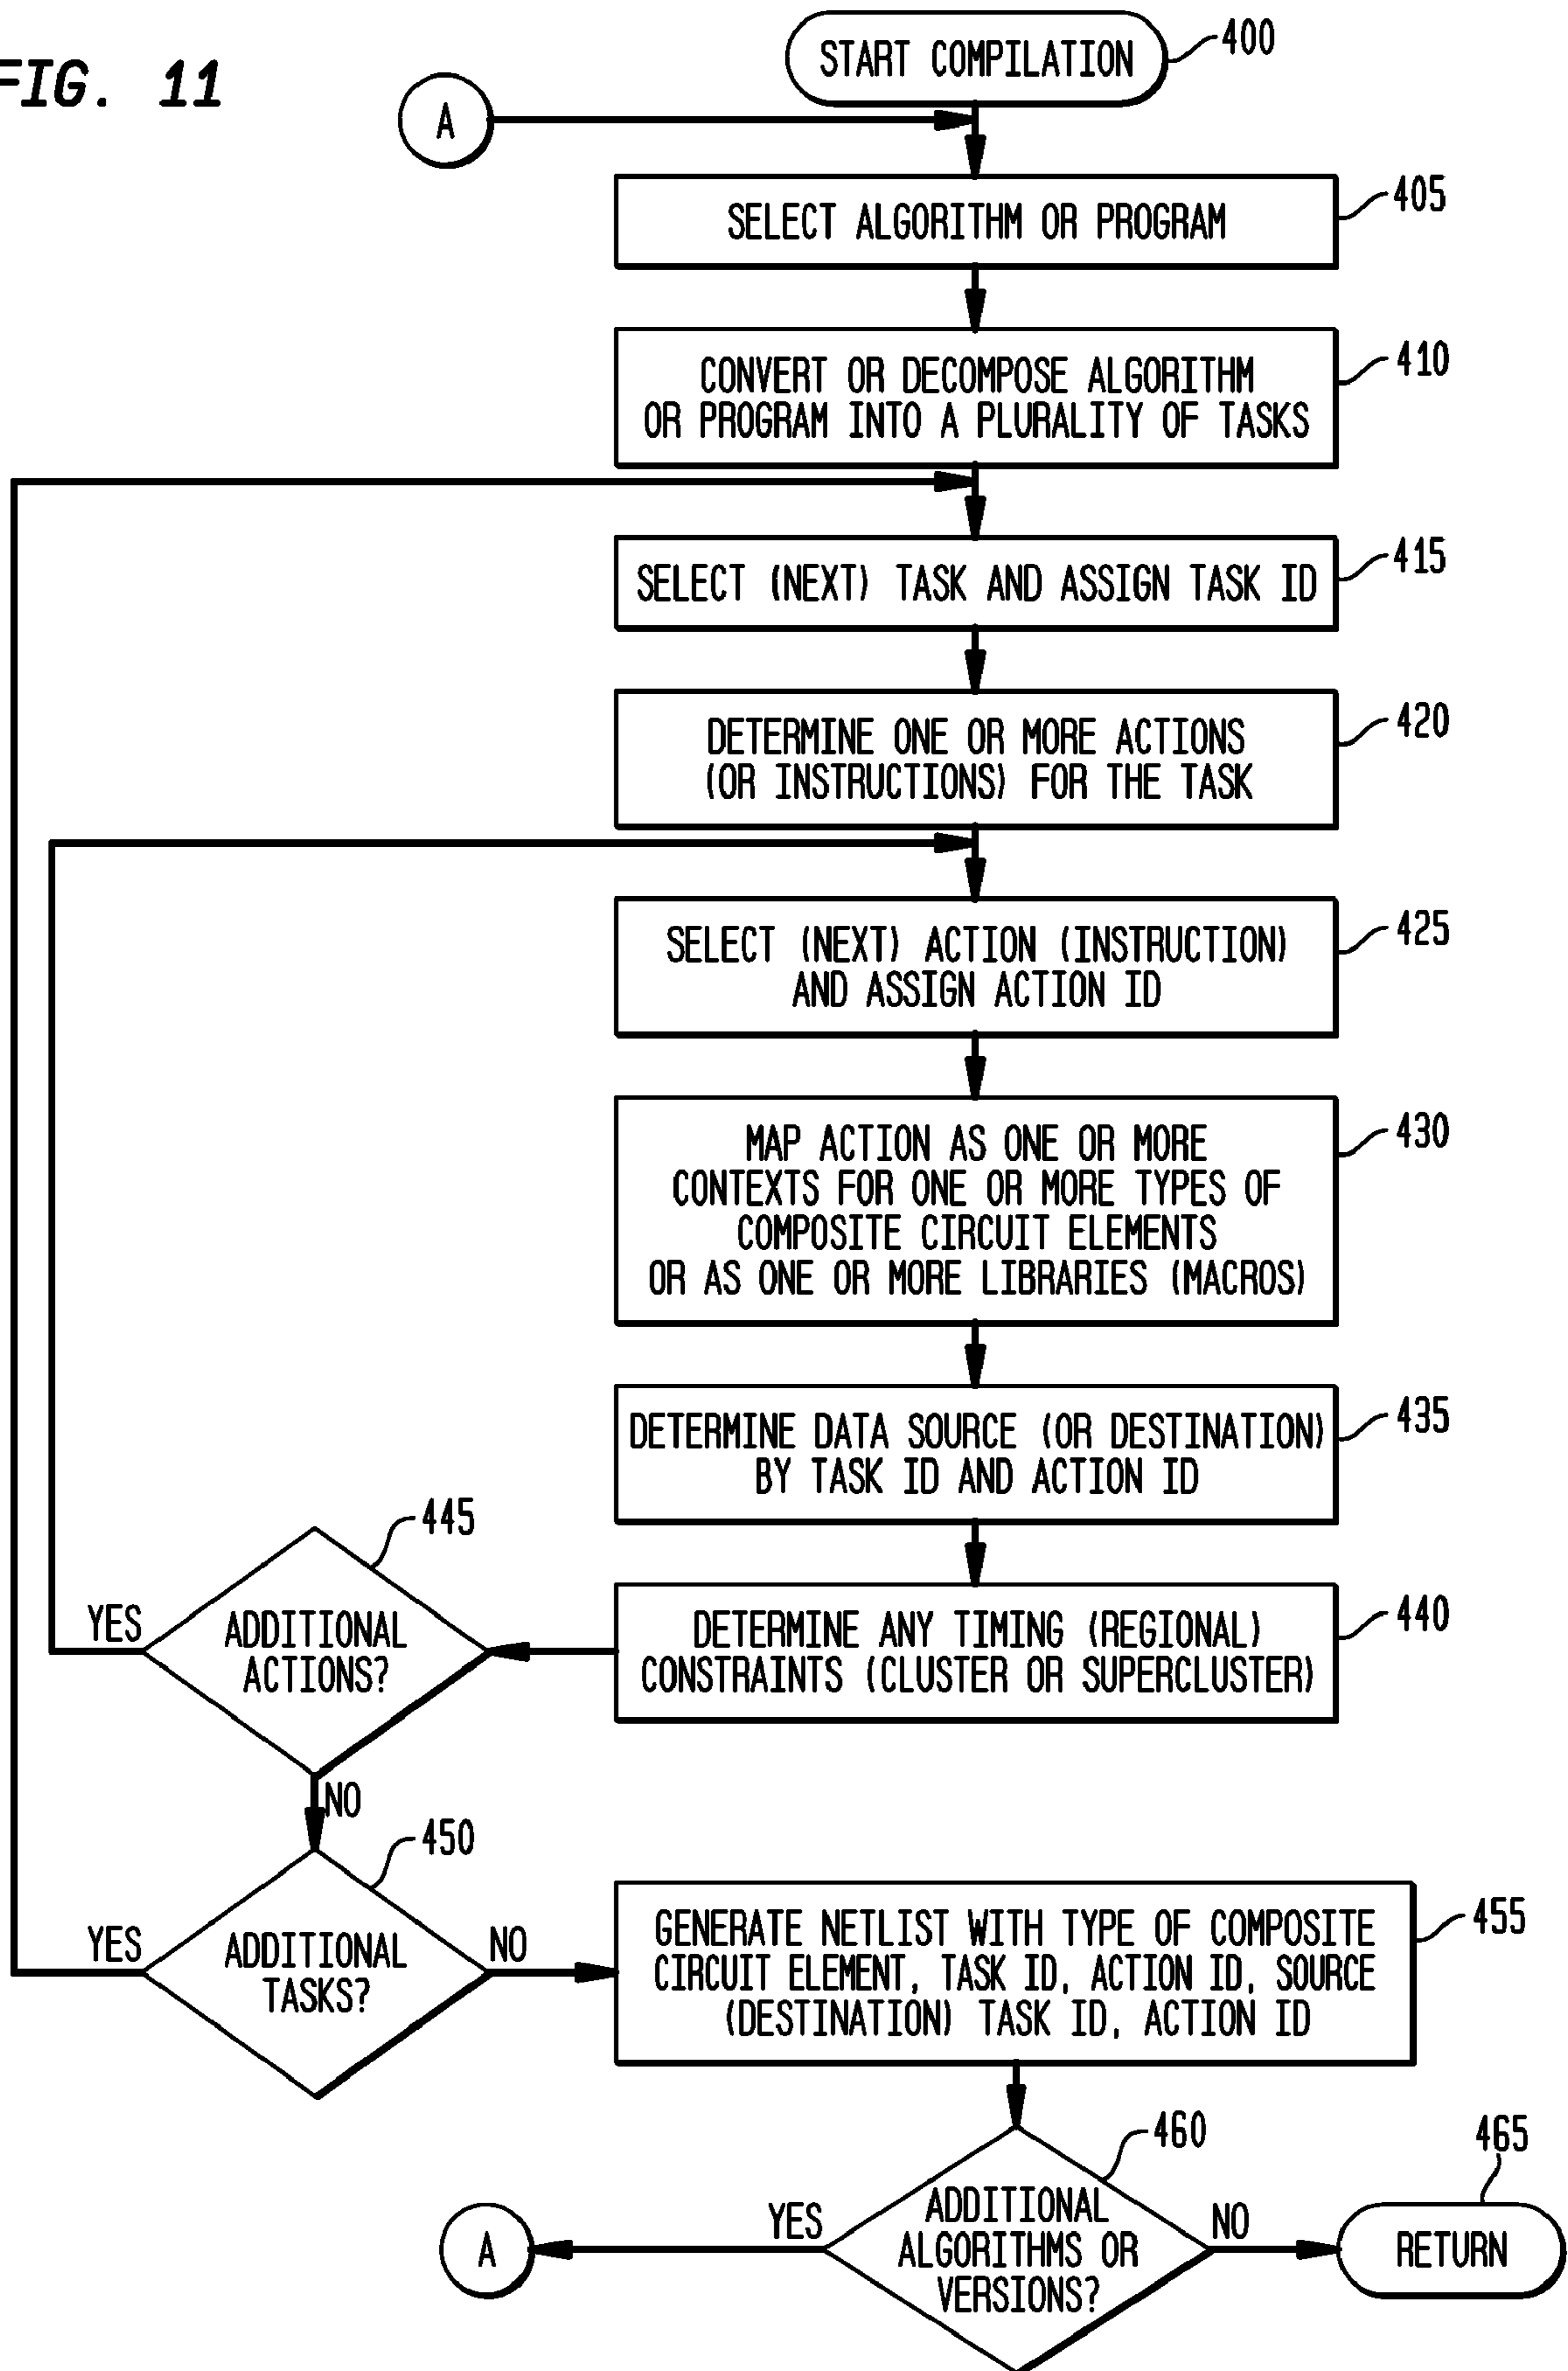 FIG. 11
START COMPILATION
400
A
SELECT ALGORITHM OR PROGRAM
405
CONVERT OR DECOMPOSE ALGORITHM
OR PROGRAM INTO A PLURALITY OF TASKS
410
SELECT (NEXT) TASK AND ASSIGN TASK ID
415
DETERMINE ONE OR MORE ACTIONS
(OR INSTRUCTIONS) FOR THE TASK
420
SELECT (NEXT) ACTION (INSTRUCTION)
AND ASSIGN ACTION ID
425
MAP ACTION AS ONE OR MORE
CONTEXTS FOR ONE OR MORE TYPES OF
COMPOSITE CIRCUIT ELEMENTS
OR AS ONE OR MORE LIBRARIES (MACROS)
430
DETERMINE DATA SOURCE (OR DESTINATION)
BY TASK ID AND ACTION ID
435
DETERMINE ANY TIMING (REGIONAL)
CONSTRAINTS (CLUSTER OR SUPERCLUSTER)
440
445
YES
ADDITIONAL
ACTIONS?
NO
450
YES
ADDITIONAL
TASKS?
NO
GENERATE NETLIST WITH TYPE OF COMPOSITE
CIRCUIT ELEMENT, TASK ID, ACTION ID, SOURCE
(DESTINATION) TASK ID, ACTION ID
455
460
ADDITIONAL
ALGORITHMS OR
VERSIONS?
YES
A
NO
465
RETURN